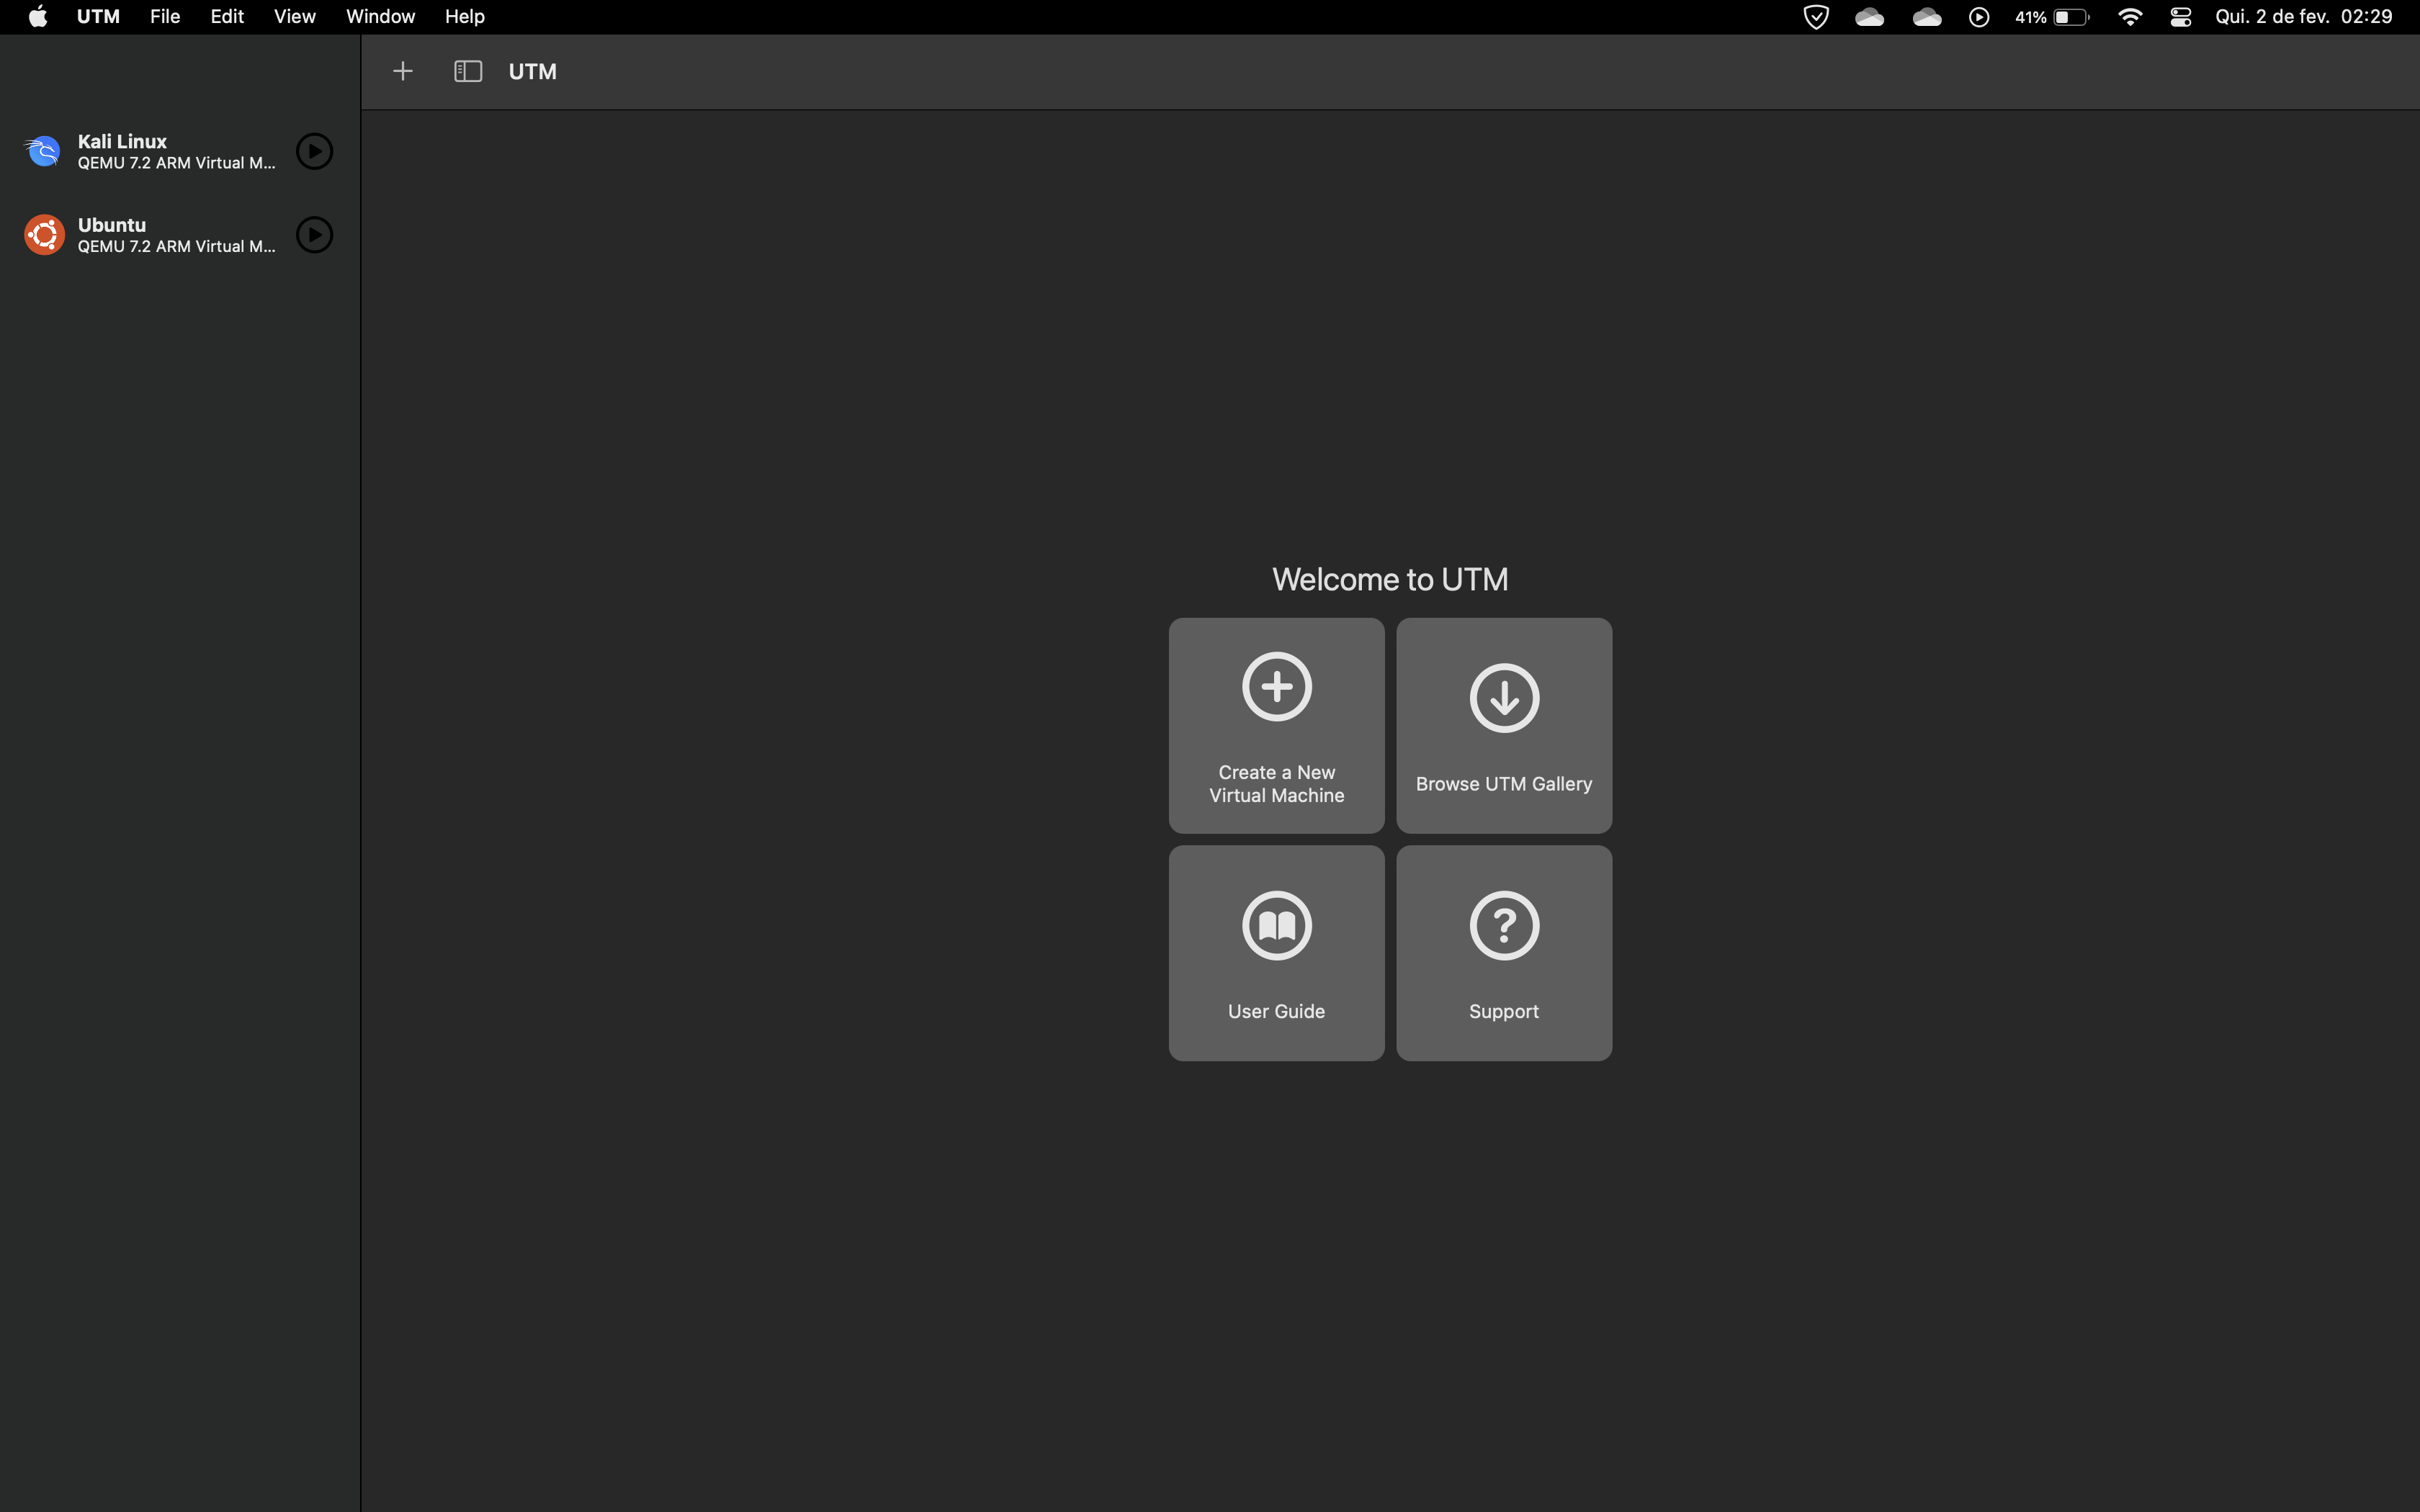 UTM File Edit View Window Help 41% Qui. 2 de fev. 02:29
UTM
Kali Linux
QEMU 7.2 ARM Virtual M...
Ubuntu
QEMU 7.2 ARM Virtual M...
Welcome to UTM
Create a New
Virtual Machine
Browse UTM Gallery
User Guide
Support